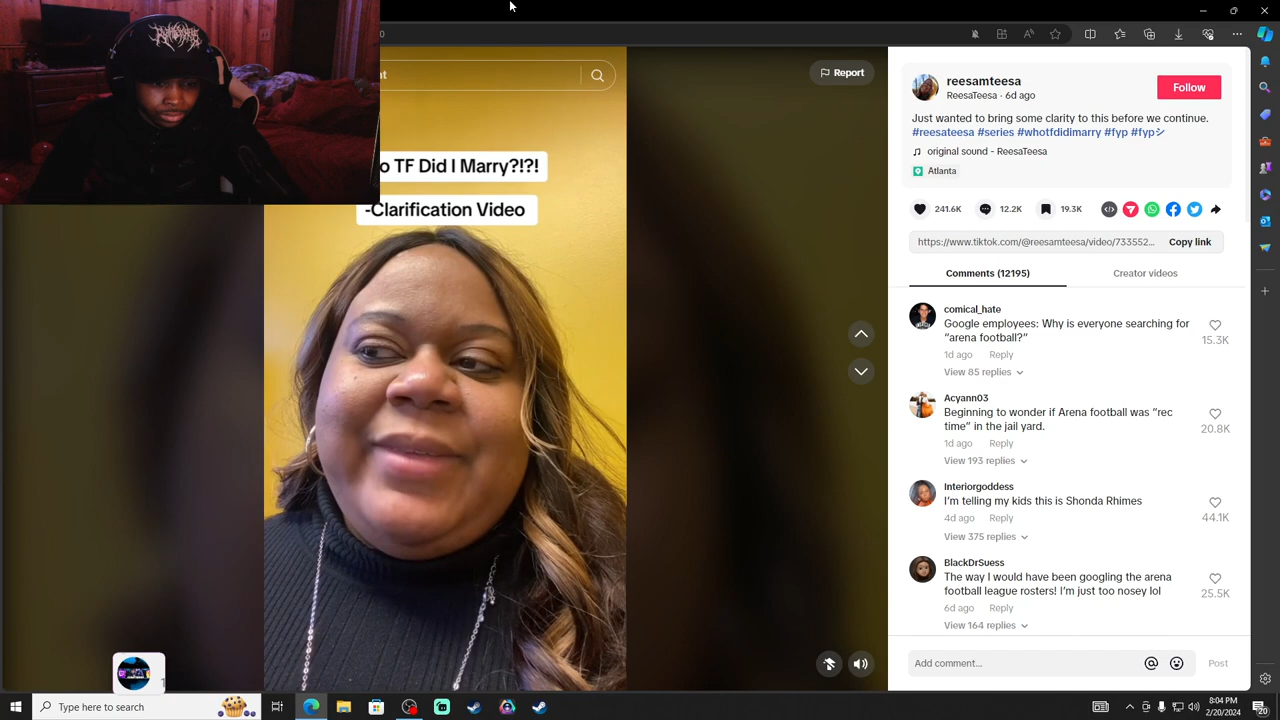 nt
Report
o TF Did I Marry?!?!
-Clarification Video
reesamteesa
ReesaTeesa · 6d ago
Follow
Just wanted to bring some clarity to this before we continue.
#reesateesa #series #whotfdidimarry #fyp #fypシ
original sound - ReesaTeesa
Atlanta
241.6K
12.2K
19.3K
https://www.tiktok.com/@reesamteesa/video/733552...
Copy link
Comments (12195)
Creator videos
comical_hate
Google employees: Why is everyone searching for
"arena football?"
1d ago Reply
15.3K
View 85 replies
Acyann03
Beginning to wonder if Arena football was "rec
time" in the jail yard.
1d ago Reply
20.8K
View 193 replies
Interiorgoddess
I'm telling my kids this is Shonda Rhimes
4d ago Reply
44.1K
View 375 replies
BlackDrSuess
The way I would have been googling the arena
football league rosters! I'm just too nosey lol
6d ago Reply
25.5K
View 164 replies
Add comment...
Post
Type here to search
8:04 PM
2/20/2024
20